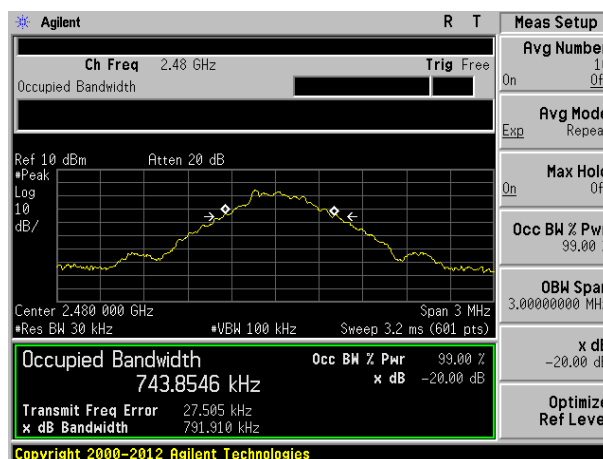 Agilent R T Meas Setup
Ch Freq 2.48 GHz Trig Free
Occupied Bandwidth
Ref 10 dBm Atten 20 dB
#Peak
Log
10
dB/
Center 2.480 000 GHz Span 3 MHz
#Res BW 30 kHz #VBW 100 kHz Sweep 3.2 ms (601 pts)
Occupied Bandwidth Occ BW % Pwr 99.00 %
743.8546 kHz x dB -20.00 dB
Transmit Freq Error 27.505 kHz
x dB Bandwidth 791.910 kHz
Copyright 2000-2012 Agilent Technologies
Avg Number
On
Avg Mode
Exp Repeat
Max Hold
On
Occ BW % Pwr
99.00
OBW Span
3.00000000 MHz
x dB
-20.00 dB
Optimize
Ref Level